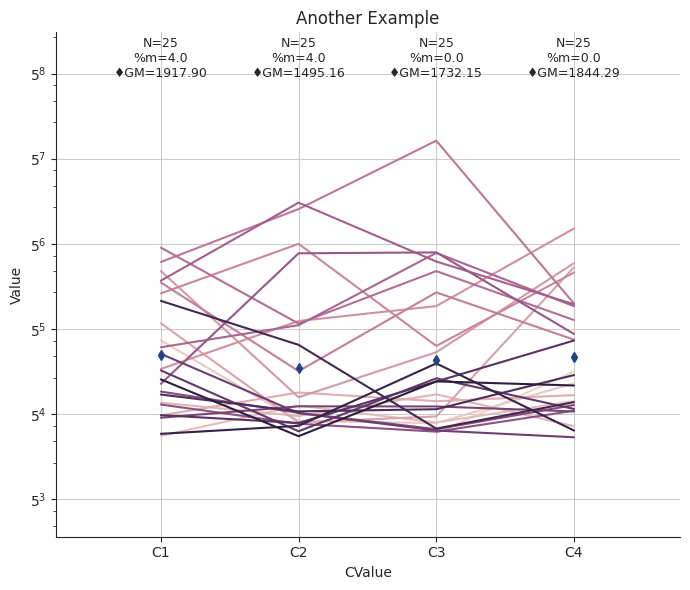 Another Example
N=25 N=25 N=25 N=25
%m=4.0 %m=4.0 %m=0.0 %m=0.0
♦GM=1917.90 ♦GM=1495.16 ♦GM=1732.15 ♦GM=1844.29
5⁸
5⁷
5⁶
5⁵
5⁴
5³
Value
C1 C2 C3 C4
CValue